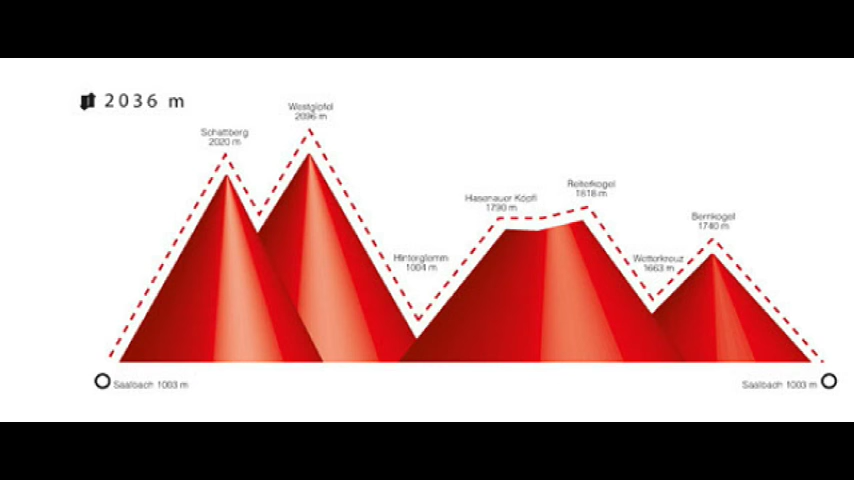 2036 m
Westgipfel
2096 m
Schattberg
2020 m
Reiterkogel
1818 m
Hasenauer Köpfl
1790 m
Bernkogel
1740 m
Hinterglemm
1004 m
Wetterkreuz
1663 m
Saalbach 1003 m
Saalbach 1003 m